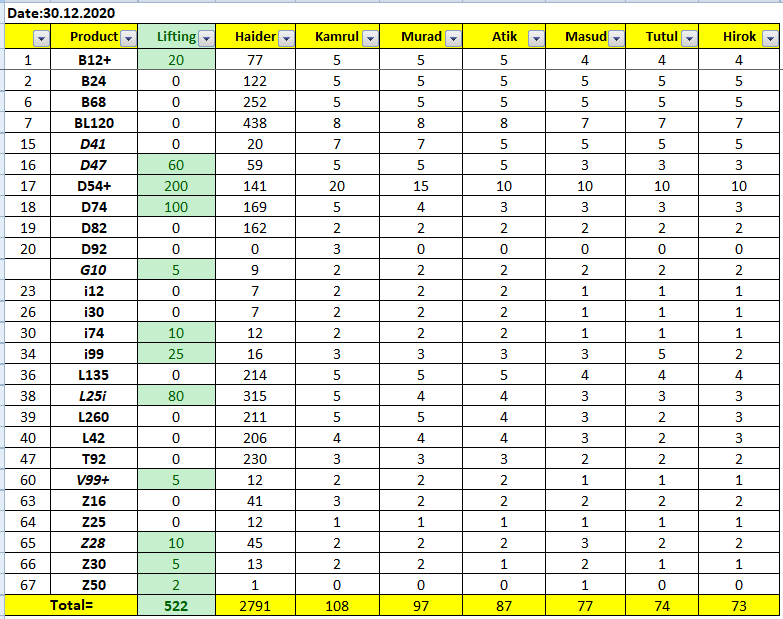 Date:30.12.2020
Product Lifting Haider Kamrul Murad Atik Masud Tutul Hirok
1 B12+ 20 77 5 5 5 4 4 4
2 B24 0 122 5 5 5 5 5 5
6 B68 0 252 5 5 5 5 5 5
7 BL120 0 438 8 8 8 7 7 7
15 D41 0 20 7 7 5 5 5 5
16 D47 60 59 5 5 5 3 3 3
17 D54+ 200 141 20 15 10 10 10 10
18 D74 100 169 5 4 3 3 3 3
19 D82 0 162 2 2 2 2 2 2
20 D92 0 0 3 0 0 0 0 0
G10 5 9 2 2 2 2 2 2
23 i12 0 7 2 2 2 1 1 1
26 i30 0 7 2 2 2 1 1 1
30 i74 10 12 2 2 2 1 1 1
34 i99 25 16 3 3 3 3 5 2
36 L135 0 214 5 5 5 4 4 4
38 L25i 80 315 5 4 4 3 3 3
39 L260 0 211 5 5 4 3 2 3
40 L42 0 206 4 4 4 3 2 3
47 T92 0 230 3 3 3 2 2 2
60 V99+ 5 12 2 2 2 1 1 1
63 Z16 0 41 3 2 2 2 2 2
64 Z25 0 12 1 1 1 1 1 1
65 Z28 10 45 2 2 2 3 2 2
66 Z30 5 13 2 2 1 2 1 1
67 Z50 2 1 0 0 0 1 0 0
Total= 522 2791 108 97 87 77 74 73